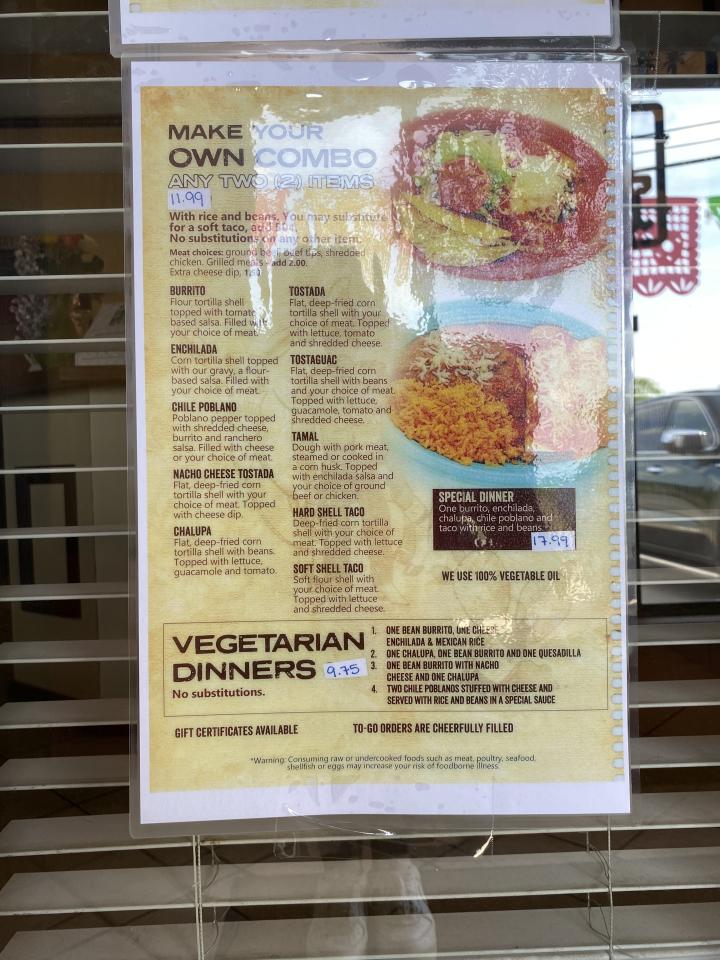 MAKE YOUR
OWN COMBO
ANY TWO (2) ITEMS
11.99
With rice and beans. You may substitute
for a soft taco, add 50¢.
No substitutions on any other item.
Meat choices: ground beef, beef tips, shredded
chicken. Grilled meats - add 2.00.
Extra cheese dip, 1.50
BURRITO
Flour tortilla shell
topped with tomato
based salsa. Filled with
your choice of meat.
ENCHILADA
Corn tortilla shell topped
with our gravy, a flour-
based salsa. Filled with
your choice of meat.
CHILE POBLANO
Poblano pepper topped
with shredded cheese,
burrito and ranchero
salsa. Filled with cheese
or your choice of meat.
NACHO CHEESE TOSTADA
Flat, deep-fried corn
tortilla shell with your
choice of meat. Topped
with cheese dip.
CHALUPA
Flat, deep-fried corn
tortilla shell with beans.
Topped with lettuce,
guacamole and tomato.
TOSTADA
Flat, deep-fried corn
tortilla shell with your
choice of meat. Topped
with lettuce, tomato
and shredded cheese.
TOSTAGUAC
Flat, deep-fried corn
tortilla shell with beans
and your choice of meat.
Topped with lettuce,
guacamole, tomato and
shredded cheese.
TAMAL
Dough with pork meat,
steamed or cooked in
a corn husk. Topped
with enchilada salsa and
your choice of ground
beef or chicken.
HARD SHELL TACO
Deep-fried corn tortilla
shell with your choice of
meat. Topped with lettuce
and shredded cheese.
SOFT SHELL TACO
Soft flour shell with
your choice of meat.
Topped with lettuce
and shredded cheese.
SPECIAL DINNER
One burrito, enchilada,
chalupa, chile poblano and
taco with rice and beans.
17.99
WE USE 100% VEGETABLE OIL
VEGETARIAN
DINNERS 9.75
No substitutions.
1. ONE BEAN BURRITO, ONE CHEESE
ENCHILADA & MEXICAN RICE
2. ONE CHALUPA, ONE BEAN BURRITO AND ONE QUESADILLA
3. ONE BEAN BURRITO WITH NACHO
CHEESE AND ONE CHALUPA
4. TWO CHILE POBLANOS STUFFED WITH CHEESE AND
SERVED WITH RICE AND BEANS IN A SPECIAL SAUCE
GIFT CERTIFICATES AVAILABLE
TO-GO ORDERS ARE CHEERFULLY FILLED
*Warning: Consuming raw or undercooked foods such as meat, poultry, seafood,
shellfish or eggs may increase your risk of foodborne illness.